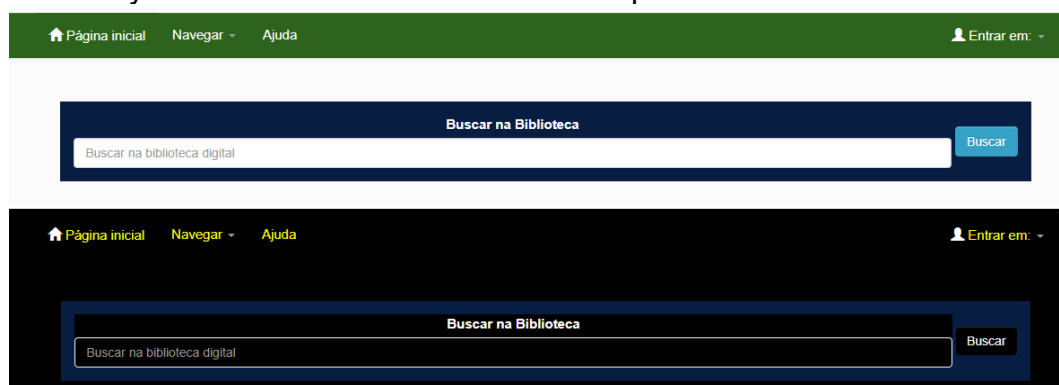 Página inicial Navegar Ajuda Entrar em:
Buscar na Biblioteca
Buscar na biblioteca digital Buscar
Página inicial Navegar Ajuda Entrar em:
Buscar na Biblioteca
Buscar na biblioteca digital Buscar